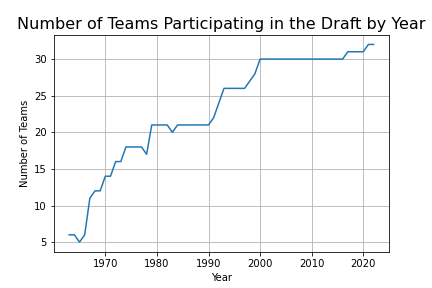 Number of Teams Participating in the Draft by Year
Number of Teams
30
25
20
15
10
5
1970 1980 1990 2000 2010 2020
Year